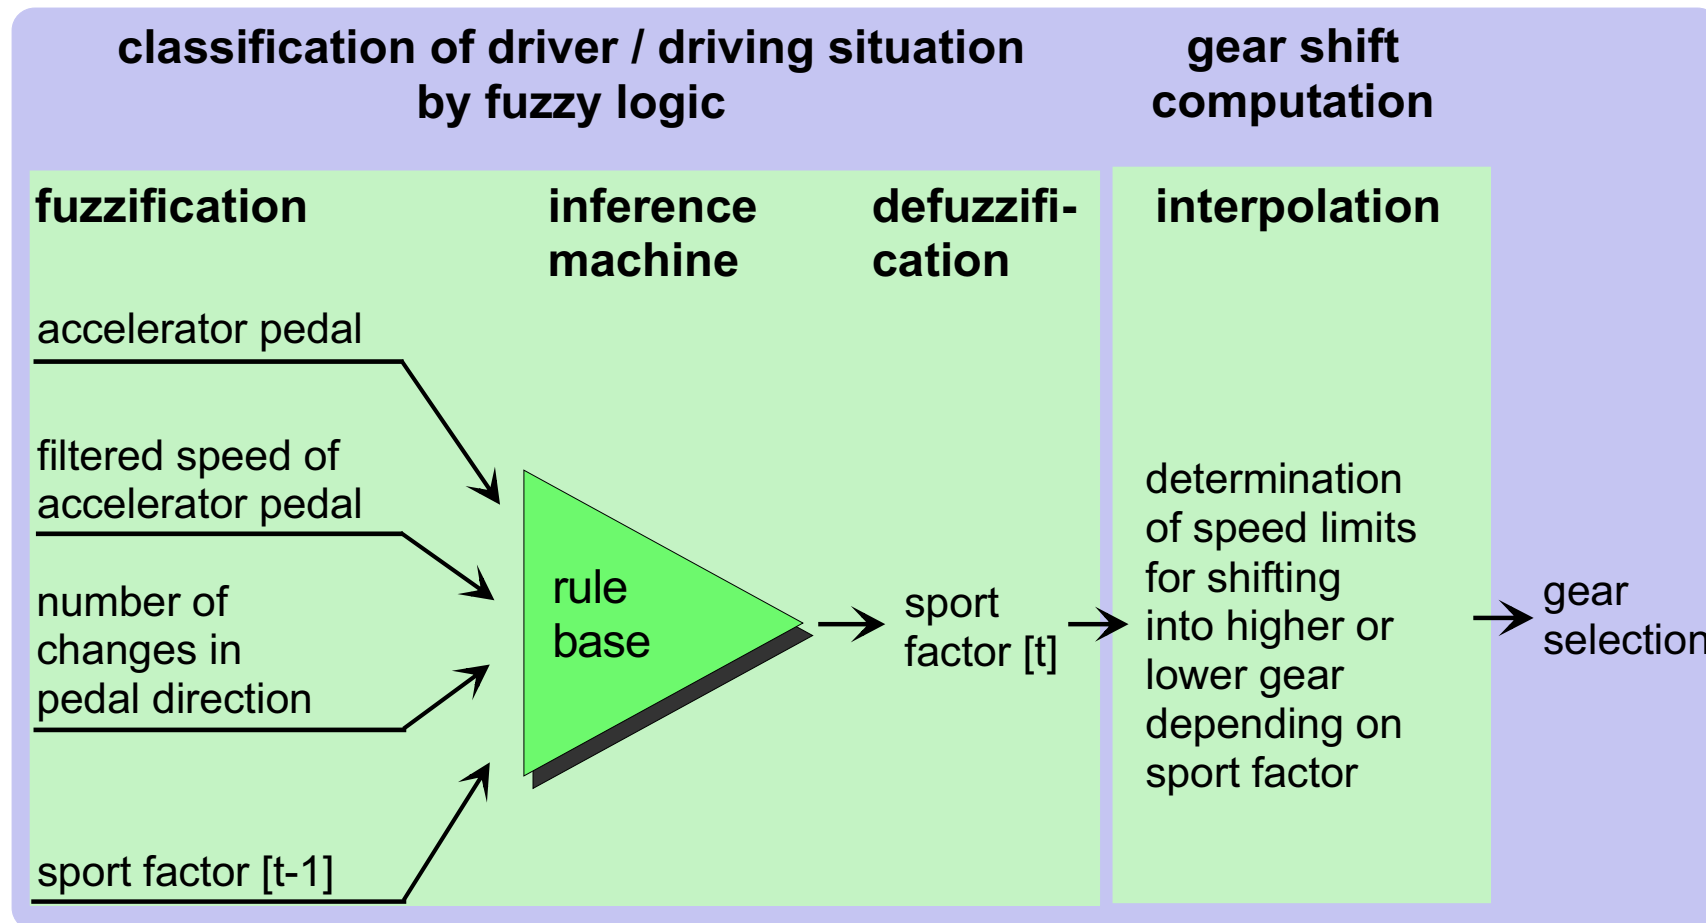 classification of driver / driving situation
by fuzzy logic
gear shift
computation
fuzzification
inference
machine
defuzzifi-
cation
interpolation
accelerator pedal
filtered speed of
accelerator pedal
number of
changes in
pedal direction
sport factor [t-1]
rule
base
sport
factor [t]
determination
of speed limits
for shifting
into higher or
lower gear
depending on
sport factor
gear
selection